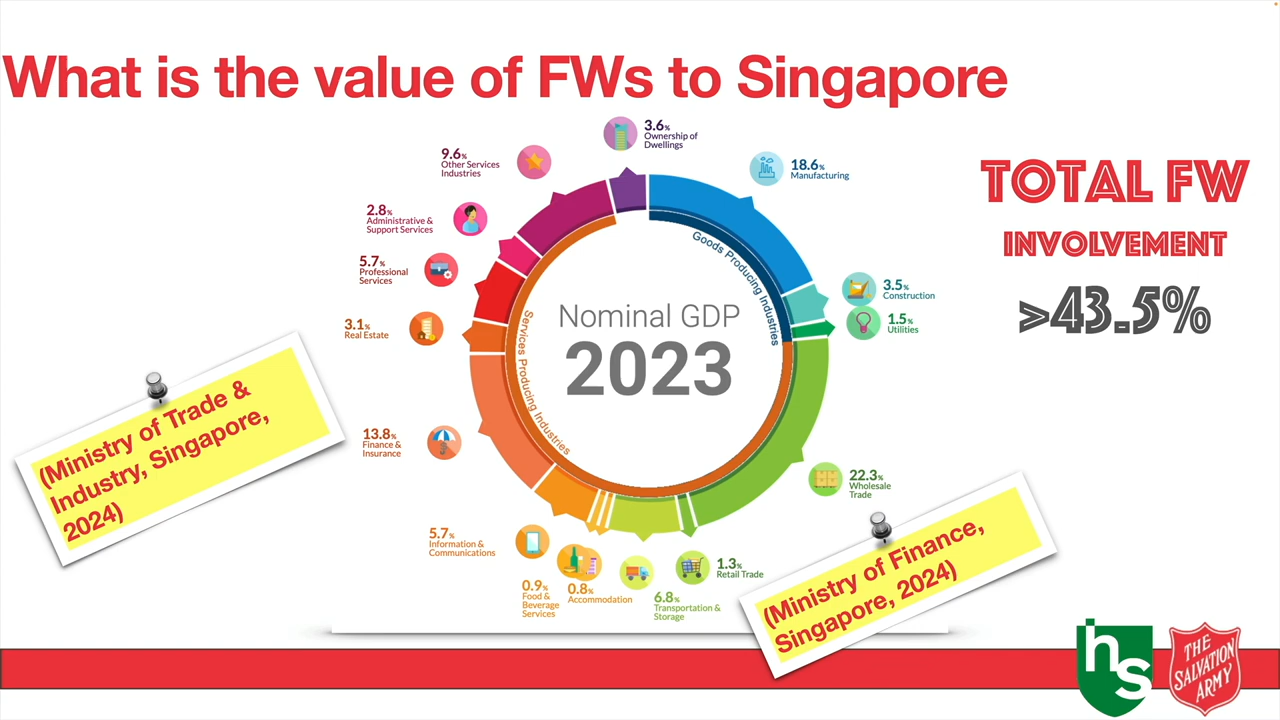 What is the value of FWs to Singapore
3.6%
Ownership of
Dwellings
9.6%
Other Services
Industries
18.6%
Manufacturing
TOTAL FW
INVOLVEMENT
>43.5%
2.8%
Administrative &
Support Services
5.7%
Professional
Services
3.1%
Real Estate
Goods Producing Industries
3.5%
Construction
1.5%
Utilities
Nominal GDP
2023
Services Producing Industries
(Ministry of Trade &
Industry, Singapore,
2024)
13.8%
Finance &
Insurance
22.3%
Wholesale
Trade
5.7%
Information &
Communications
0.9%
Food &
Beverage
Services
0.8%
Accommodation
6.8%
Transportation &
Storage
1.3%
Retail Trade
(Ministry of Finance,
Singapore, 2024)
hs
THE
SALVATION
ARMY